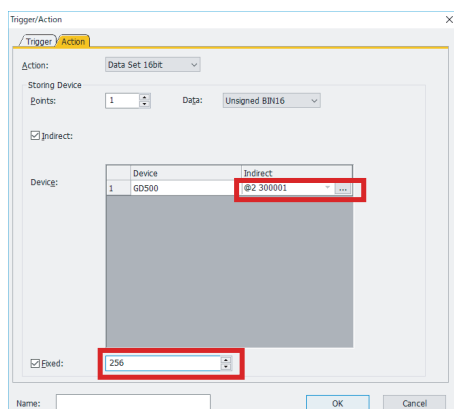 Trigger/Action
Trigger Action
Action: Data Set 16bit
Storing Device
Points: 1 Data: Unsigned BIN16
Indirect:
Device:
Device Indirect
1 GD500 @2 300001 ...
Fixed: 256
Name: OK Cancel